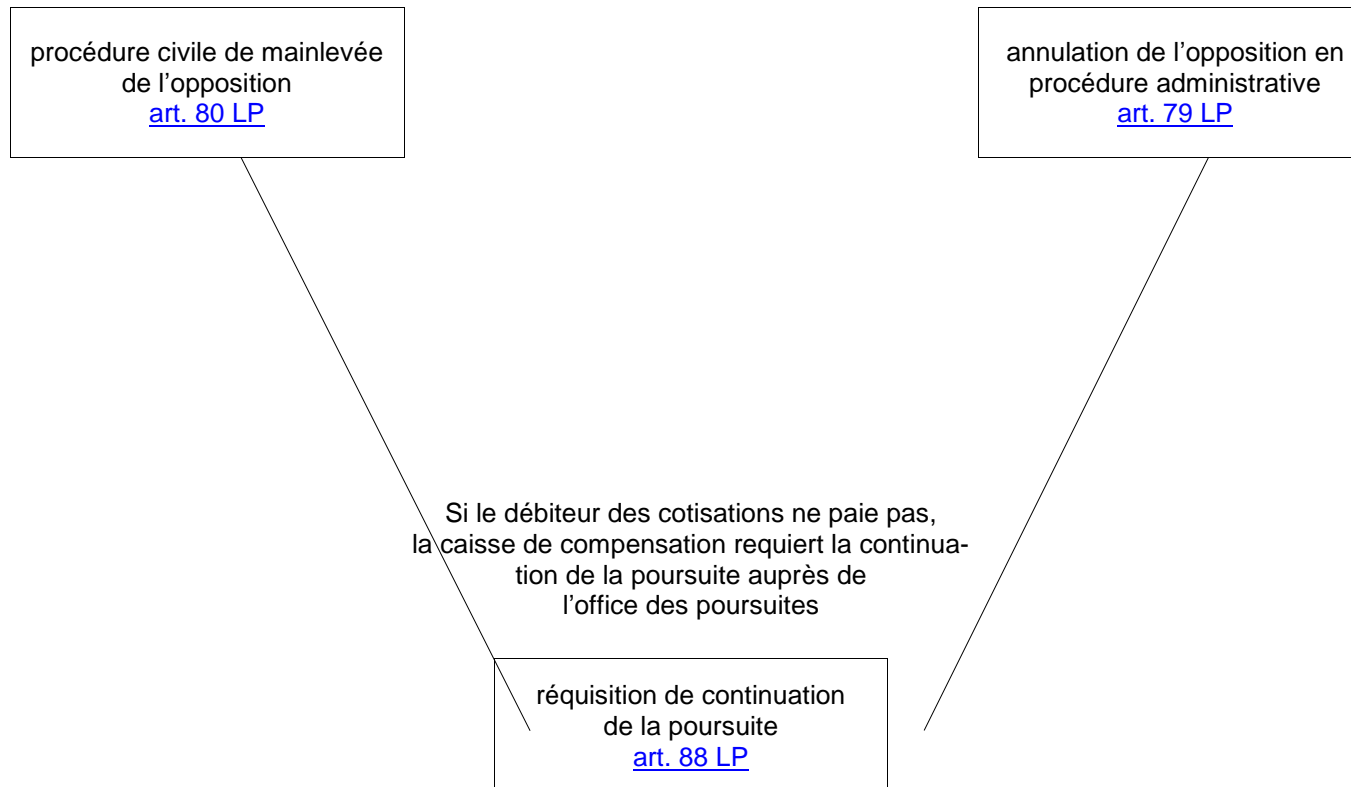 procédure civile de mainlevée
de l’opposition
art. 80 LP
annulation de l’opposition en
procédure administrative
art. 79 LP
Si le débiteur des cotisations ne paie pas,
la caisse de compensation requiert la continua-
tion de la poursuite auprès de
l’office des poursuites
réquisition de continuation
de la poursuite
art. 88 LP